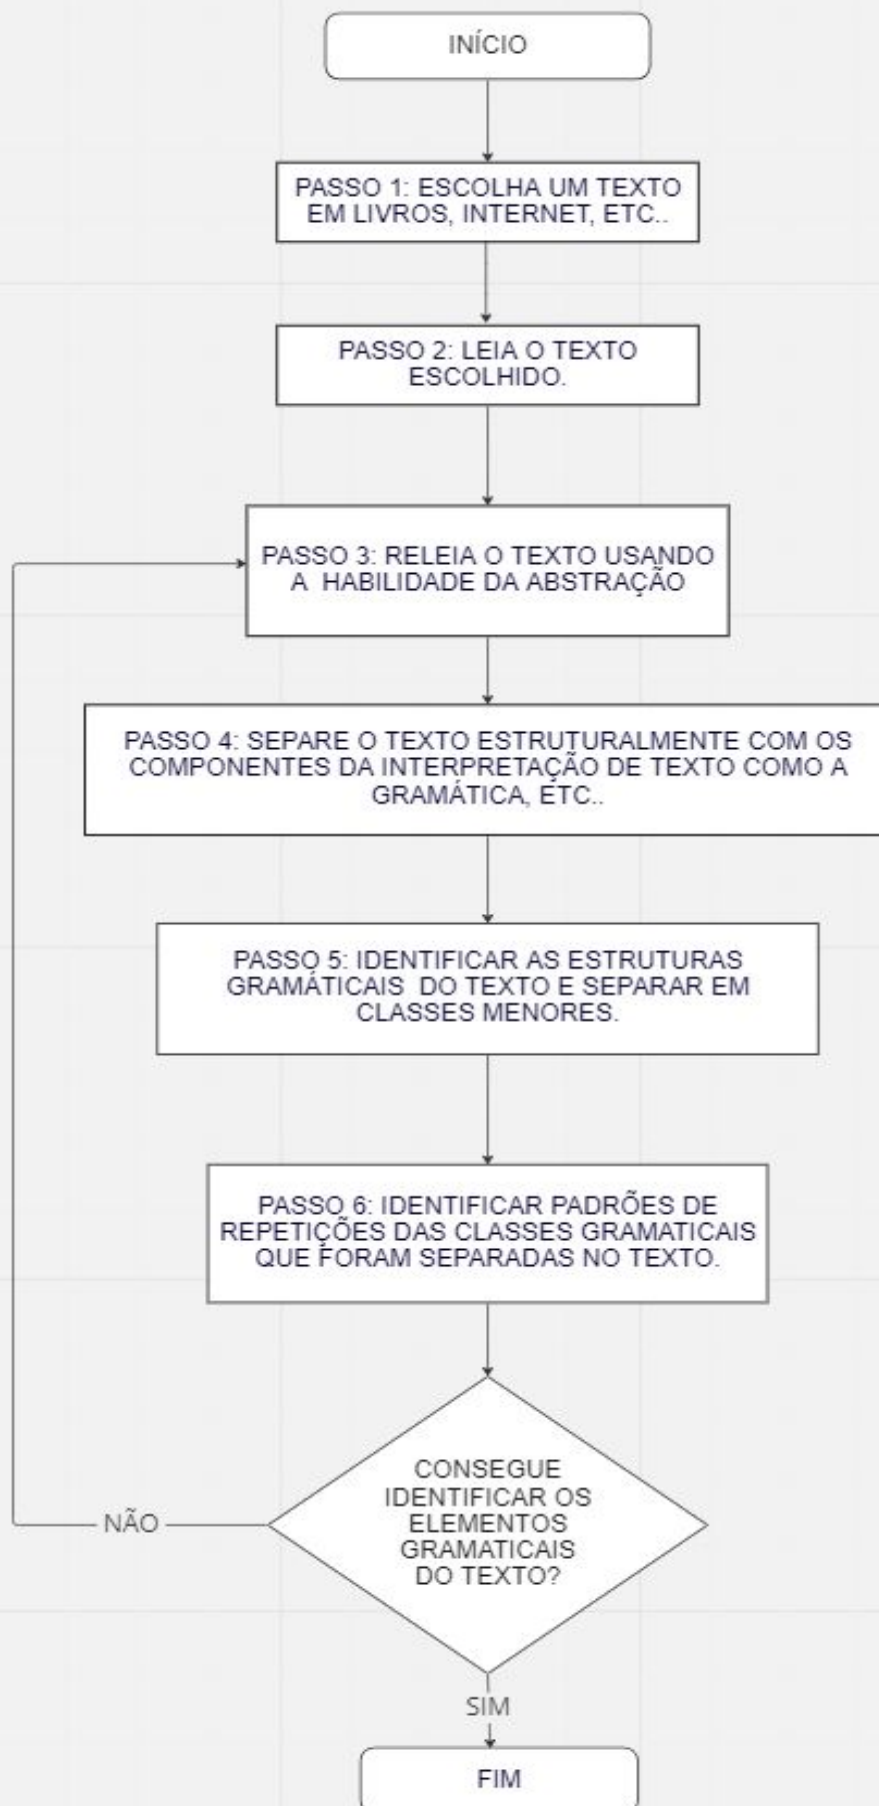 INÍCIO
PASSO 1: ESCOLHA UM TEXTO
EM LIVROS, INTERNET, ETC..
PASSO 2: LEIA O TEXTO
ESCOLHIDO.
PASSO 3: RELEIA O TEXTO USANDO
A HABILIDADE DA ABSTRAÇÃO
PASSO 4: SEPARE O TEXTO ESTRUTURALMENTE COM OS
COMPONENTES DA INTERPRETAÇÃO DE TEXTO COMO A
GRAMÁTICA, ETC..
PASSO 5: IDENTIFICAR AS ESTRUTURAS
GRAMÁTICAIS DO TEXTO E SEPARAR EM
CLASSES MENORES.
PASSO 6: IDENTIFICAR PADRÕES DE
REPETIÇÕES DAS CLASSES GRAMATICAIS
QUE FORAM SEPARADAS NO TEXTO.
CONSEGUE
IDENTIFICAR OS
ELEMENTOS
GRAMATICAIS
DO TEXTO?
NÃO
SIM
FIM